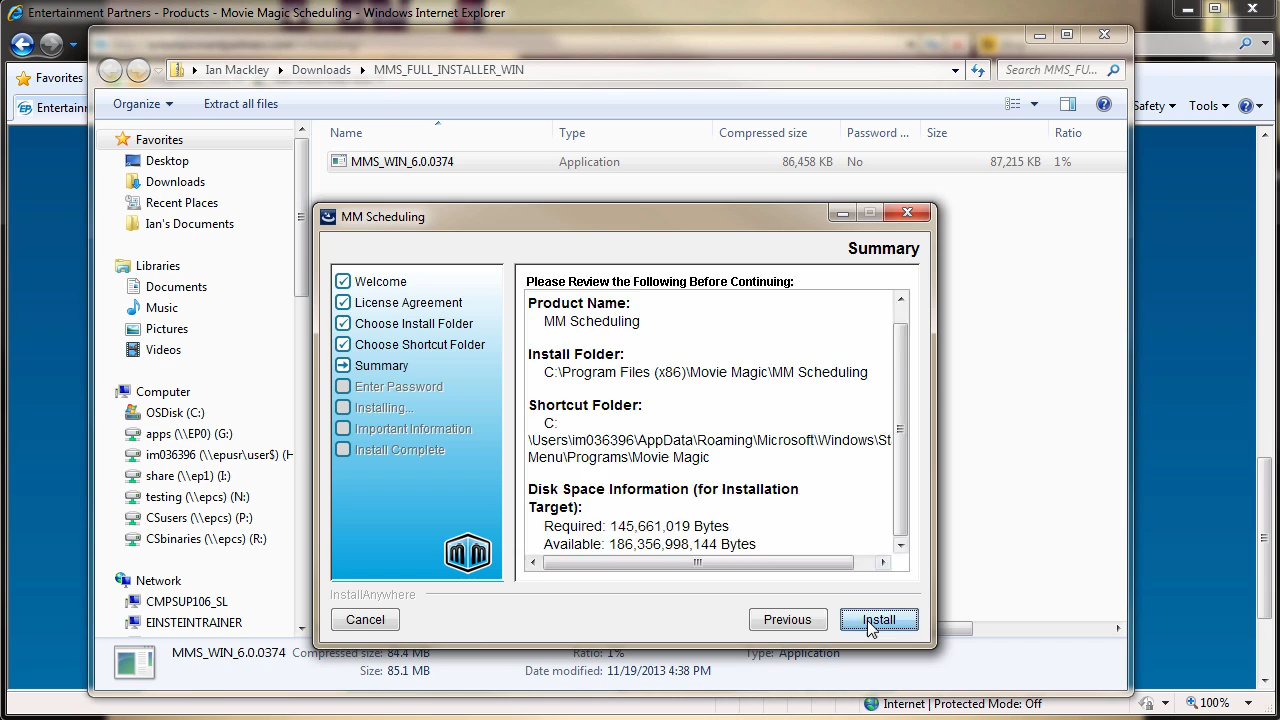 Entertainment Partners - Products - Movie Magic Scheduling - Windows Internet Explorer
Ian Mackley Downloads MMS_FULL_INSTALLER_WIN
Search MMS_FU...
Favorites
Organize Extract all files
Entertainm
Safety Tools
Favorites
Desktop
Downloads
Recent Places
Ian's Documents
Libraries
Documents
Music
Pictures
Videos
Computer
OSDisk (C:)
apps (\\EP0) (G:)
im036396 (\\epusr\user$) (H
share (\\ep1) (I:)
testing (\\epcs) (N:)
CSusers (\\epcs) (P:)
CSbinaries (\\epcs) (R:)
Network
CMPSUP106_SL
EINSTEINTRAINER
Name Type Compressed size Password ... Size Ratio
MMS_WIN_6.0.0374 Application 86,458 KB No 87,215 KB 1%
MM Scheduling
Summary
Welcome
License Agreement
Choose Install Folder
Choose Shortcut Folder
Summary
Enter Password
Installing...
Important Information
Install Complete
Please Review the Following Before Continuing:
Product Name:
MM Scheduling
Install Folder:
C:\Program Files (x86)\Movie Magic\MM Scheduling
Shortcut Folder:
C:
\Users\im036396\AppData\Roaming\Microsoft\Windows\St
Menu\Programs\Movie Magic
Disk Space Information (for Installation
Target):
Required: 145,661,019 Bytes
Available: 186,356,998,144 Bytes
InstallAnywhere
Cancel Previous Install
MMS_WIN_6.0.0374 Compressed size: 84.4 MB Ratio: 1% Type: Application
Size: 85.1 MB Date modified: 11/19/2013 4:38 PM
Internet | Protected Mode: Off 100%